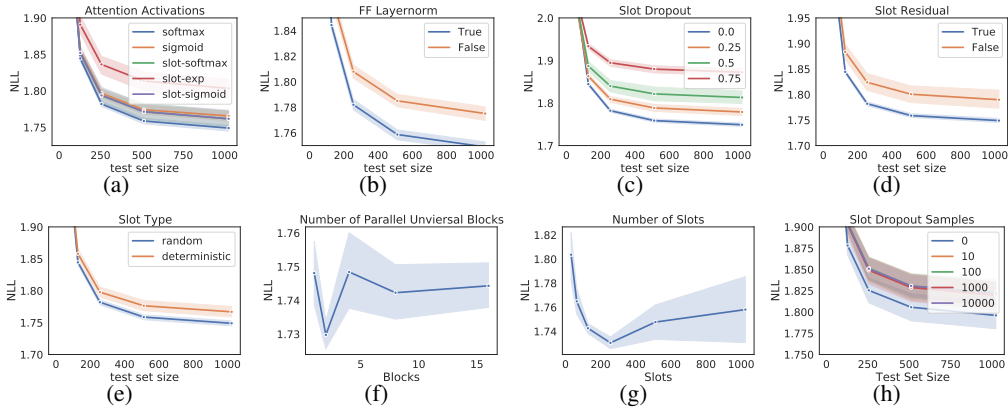 Attention Activations
1.85
1.80
1.75
NLL
softmax
sigmoid
slot-softmax
slot-exp
slot-sigmoid
0 250 500 750 1000
test set size
(a)
FF Layernorm
1.84
1.82
1.80
1.78
1.76
NLL
True
False
0 200 400 600 800 1000
test set size
(b)
Slot Dropout
2.0
1.9
1.8
1.7
NLL
0.0
0.25
0.5
0.75
0 200 400 600 800 1000
test set size
(c)
Slot Residual
1.95
1.90
1.85
1.80
1.75
1.70
NLL
True
False
0 200 400 600 800 1000
test set size
(d)
Slot Type
1.90
1.85
1.80
1.75
1.70
NLL
random
deterministic
0 200 400 600 800 1000
test set size
(e)
Number of Parallel Unviersal Blocks
1.76
1.75
1.74
1.73
NLL
5 10 15
Blocks
(f)
Number of Slots
1.82
1.80
1.78
1.76
1.74
NLL
0 200 400 600 800 1000
Slots
(g)
Slot Dropout Samples
1.900
1.875
1.850
1.825
1.800
1.775
1.750
NLL
0
10
100
1000
10000
0 200 400 600 800 1000
Test Set Size
(h)